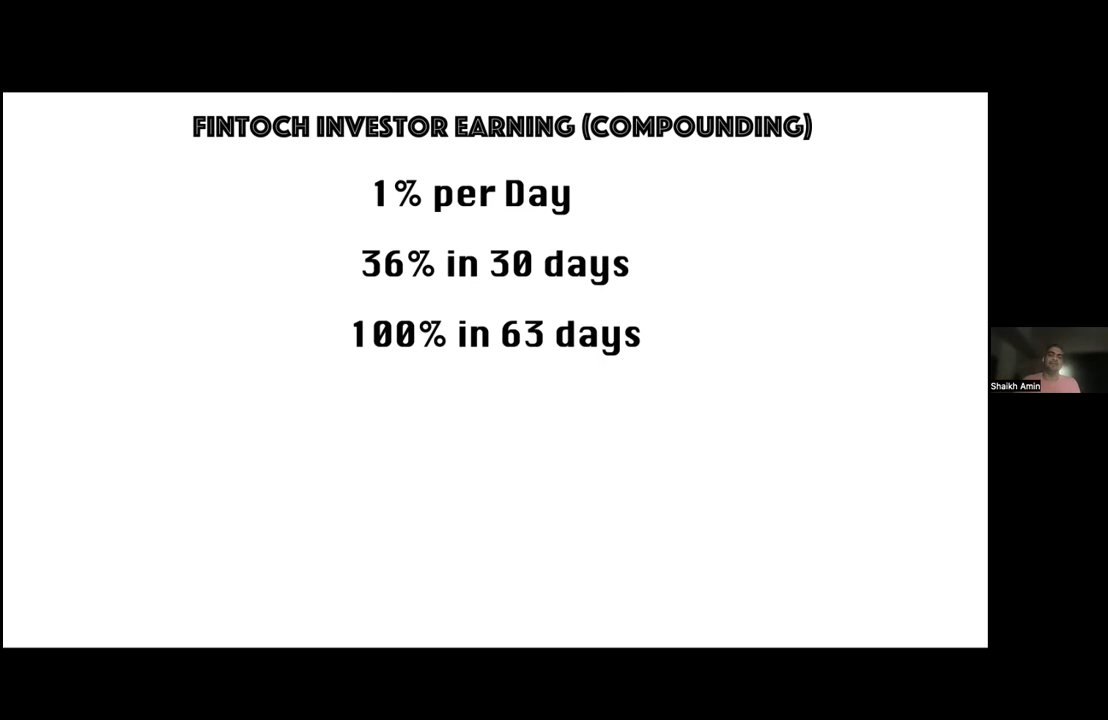 FINTOCH INVESTOR EARNING (COMPOUNDING)
1% per Day
36% in 30 days
100% in 63 days
Shaikh Amin